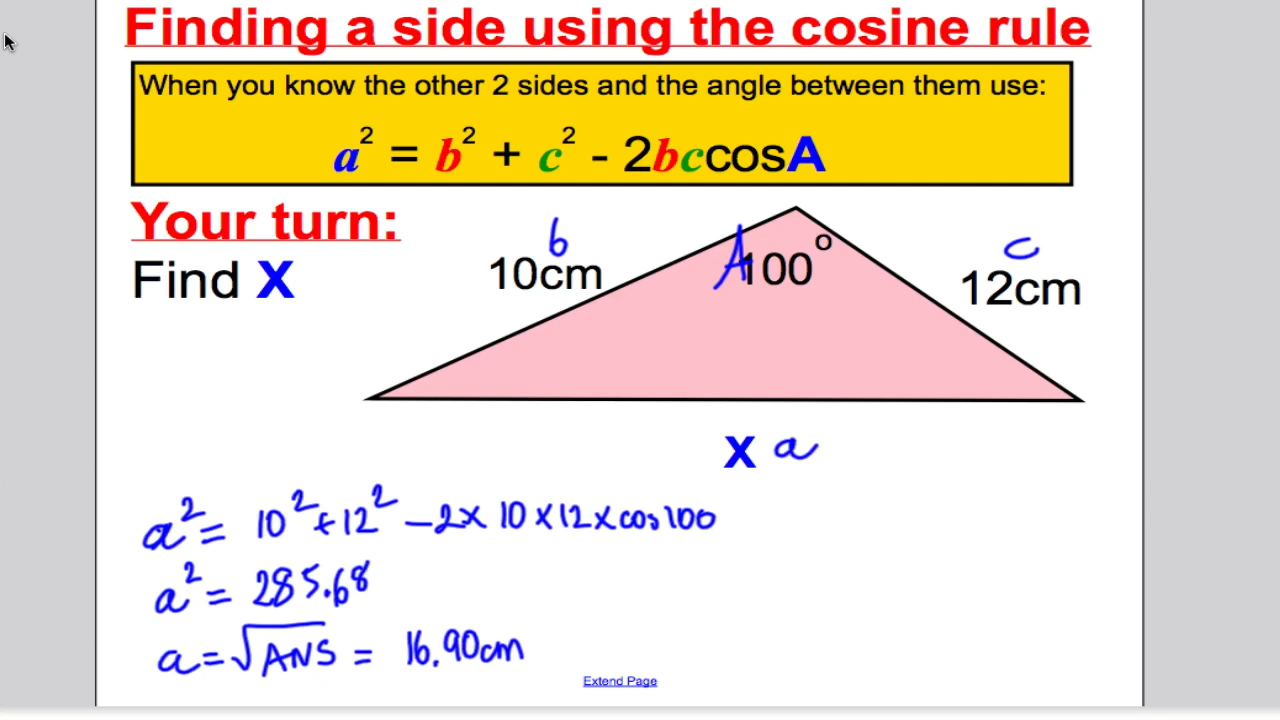 Finding a side using the cosine rule
When you know the other 2 sides and the angle between them use:
a² = b² + c² - 2bccosA
Your turn:
Find X
b
10cm
A
100°
c
12cm
x a
a² = 10² + 12² - 2 x 10 x 12 x cos 100
a² = 285.68
a = √ANS = 16.90cm
Extend Page